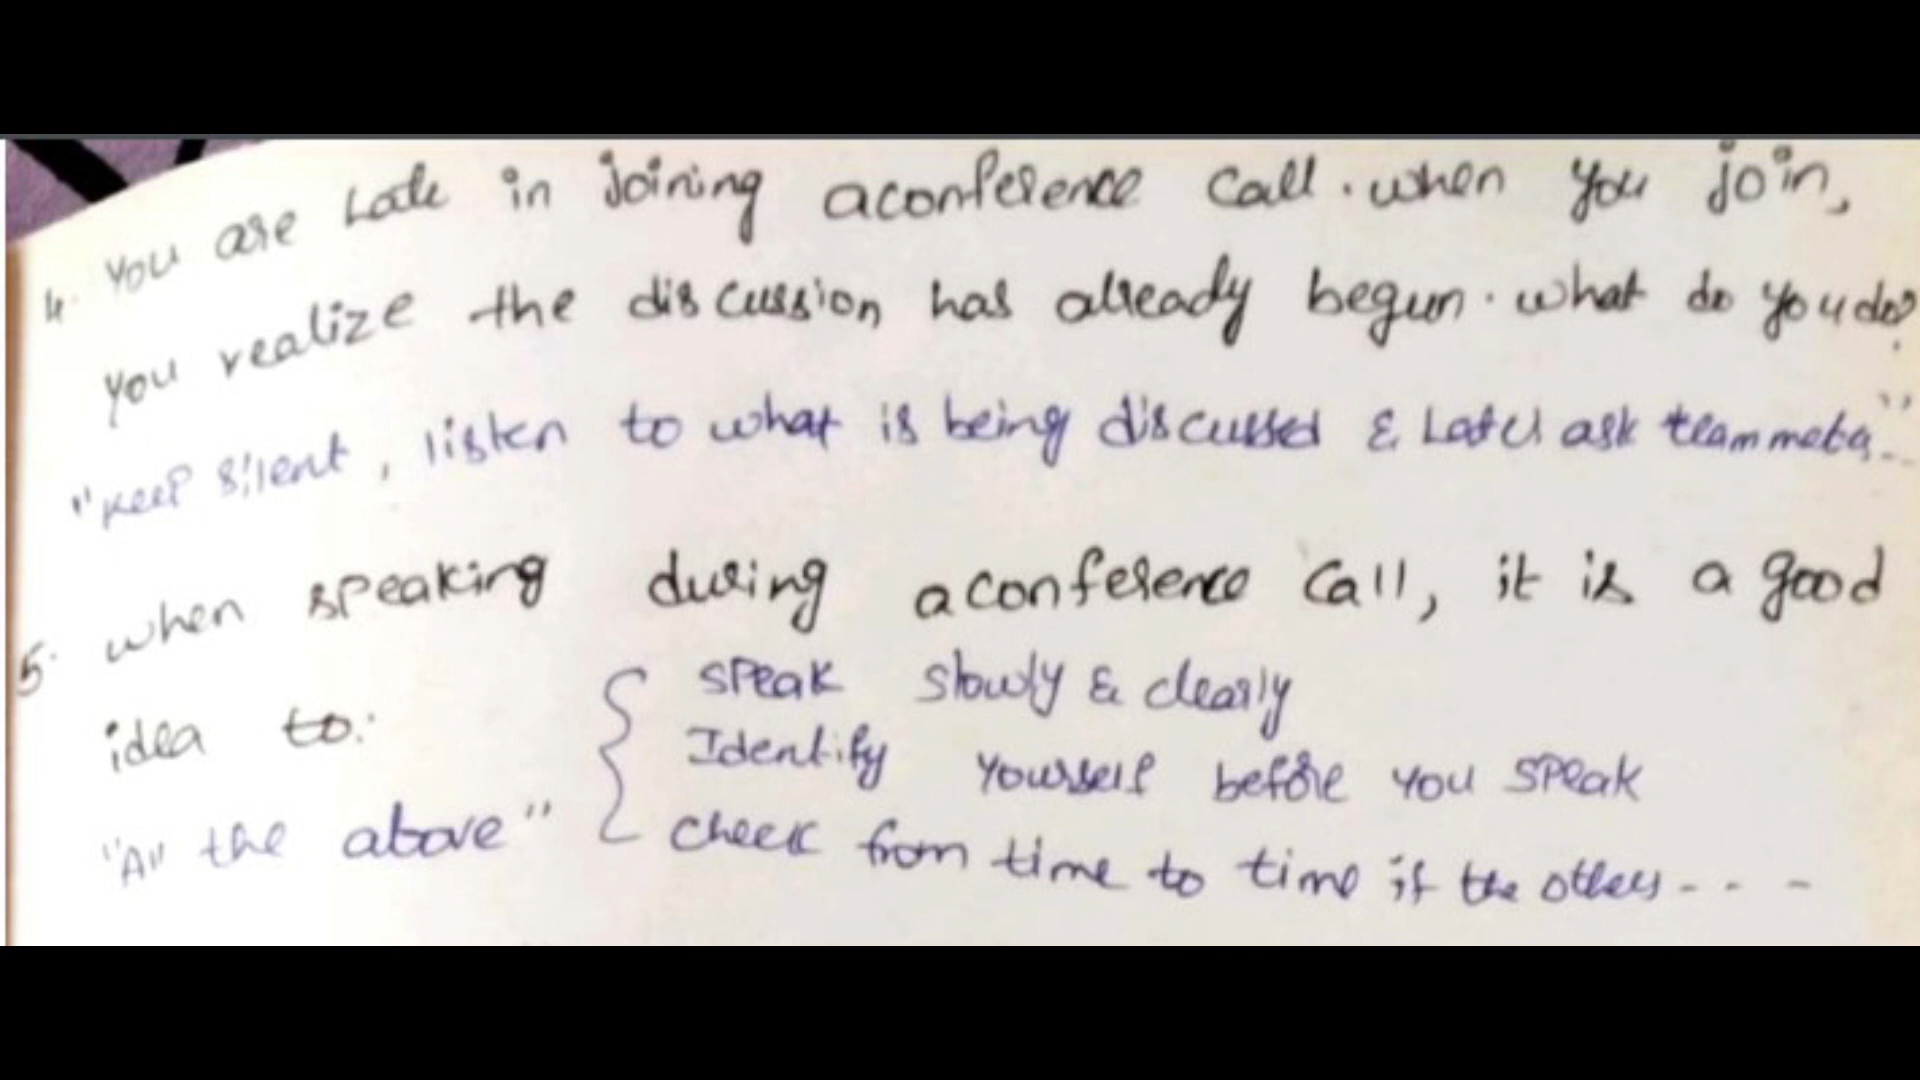 4. You are Late in Joining a conference call. when you join,
you realize the discussion has already begun. what do you do?
"Keep silent, listen to what is being discussed & Later ask team mates..."
5. when speaking during a conference call, it is a good
idea to:
speak slowly & clearly
Identify yourself before you speak
"All the above"
check from time to time if the others - - -